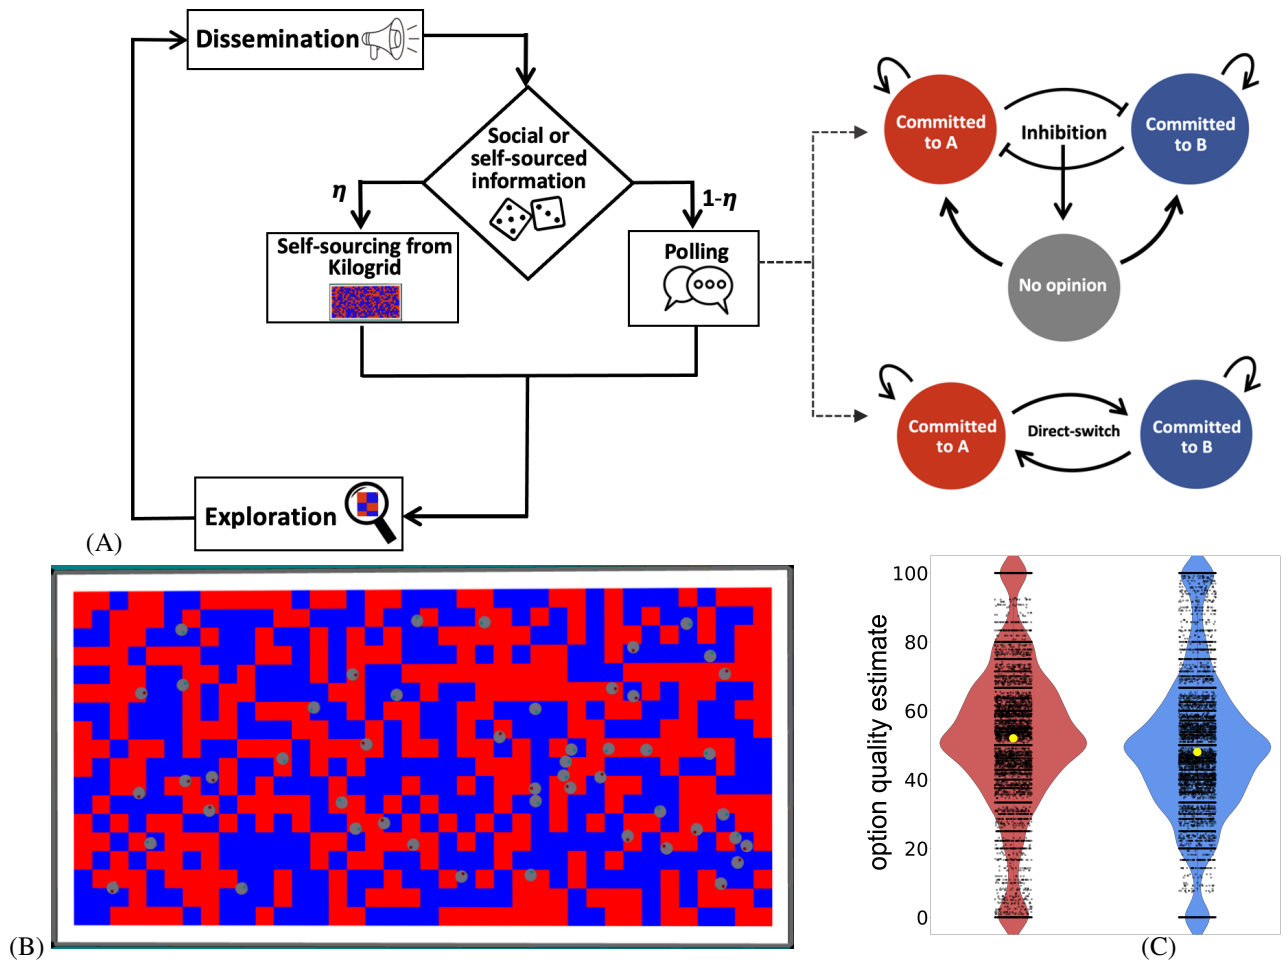 Dissemination
Social or
self-sourced
information
η
1-η
Self-sourcing from
Kilogrid
Polling
Exploration
(A)
Committed
to A
Inhibition
Committed
to B
No opinion
Committed
to A
Direct-switch
Committed
to B
(B)
option quality estimate
100
80
60
40
20
0
(C)